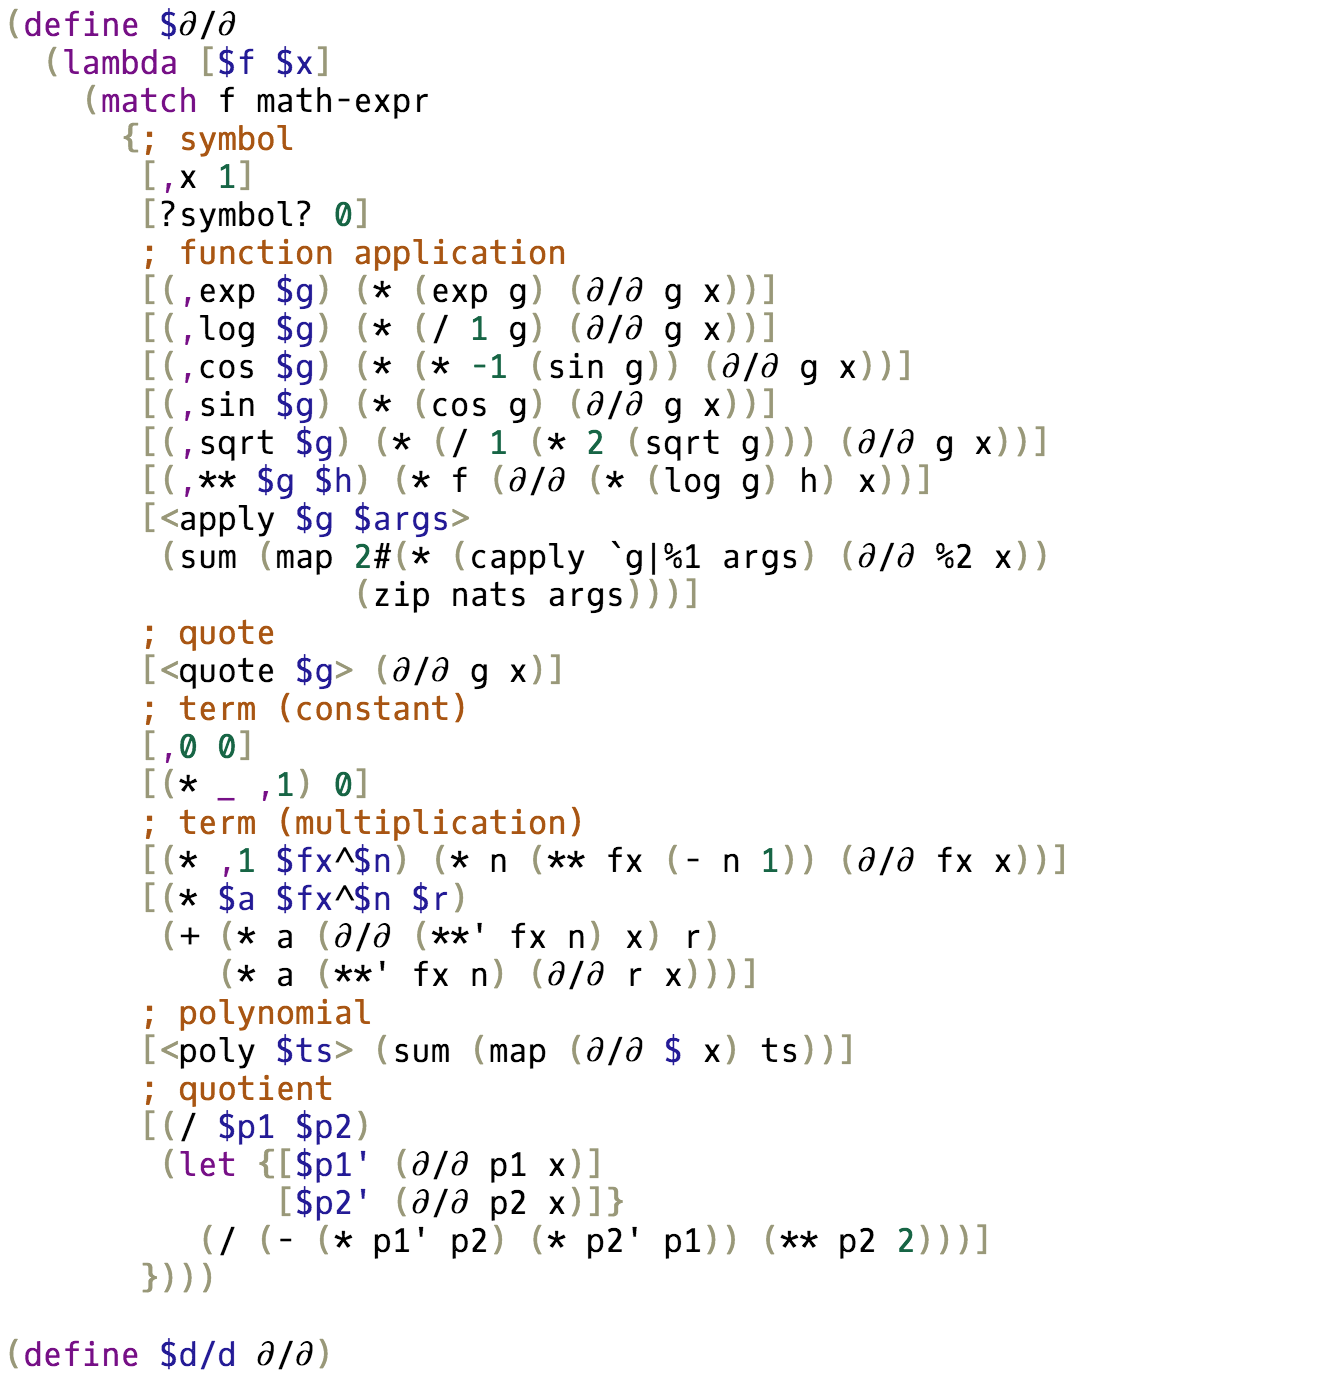 (define $∂/∂
  (lambda [$f $x]
    (match f math-expr
      {; symbol
       [,x 1]
       [?symbol? 0]
       ; function application
       [(,exp $g) (* (exp g) (∂/∂ g x))]
       [(,log $g) (* (/ 1 g) (∂/∂ g x))]
       [(,cos $g) (* (* -1 (sin g)) (∂/∂ g x))]
       [(,sin $g) (* (cos g) (∂/∂ g x))]
       [(,sqrt $g) (* (/ 1 (* 2 (sqrt g))) (∂/∂ g x))]
       [(,** $g $h) (* f (∂/∂ (* (log g) h) x))]
       [<apply $g $args>
        (sum (map 2#(* (capply `g|%1 args) (∂/∂ %2 x))
                  (zip nats args)))]
       ; quote
       [<quote $g> (∂/∂ g x)]
       ; term (constant)
       [,0 0]
       [(* _ ,1) 0]
       ; term (multiplication)
       [(* ,1 $fx^$n) (* n (** fx (- n 1)) (∂/∂ fx x))]
       [(* $a $fx^$n $r)
        (+ (* a (∂/∂ (**' fx n) x) r)
           (* a (**' fx n) (∂/∂ r x)))]
       ; polynomial
       [<poly $ts> (sum (map (∂/∂ $ x) ts))]
       ; quotient
       [(/ $p1 $p2)
        (let {[$p1' (∂/∂ p1 x)]
              [$p2' (∂/∂ p2 x)]}
          (/ (- (* p1' p2) (* p2' p1)) (** p2 2)))]
       })))

(define $d/d ∂/∂)